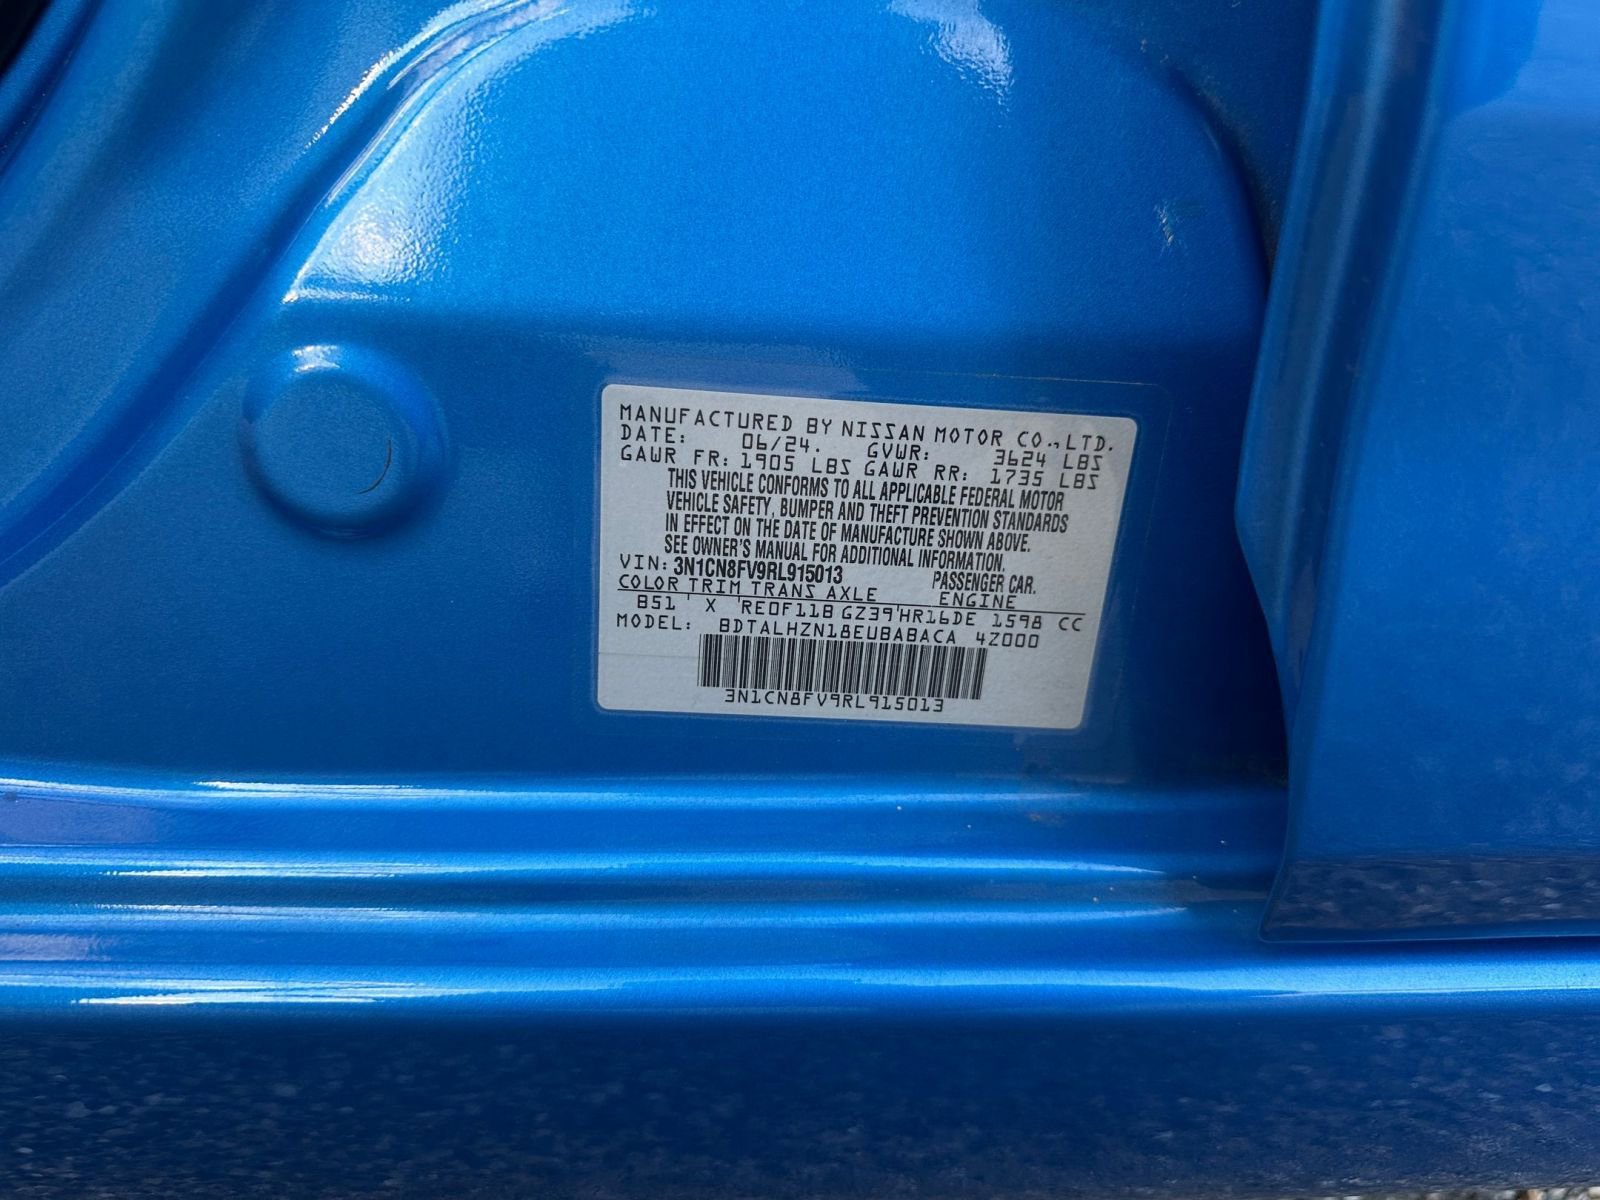 MANUFACTURED BY NISSAN MOTOR CO.,LTD.
DATE: 06/24. GVWR: 3624 LBS
GAWR FR: 1905 LBS GAWR RR: 1735 LBS
THIS VEHICLE CONFORMS TO ALL APPLICABLE FEDERAL MOTOR
VEHICLE SAFETY, BUMPER AND THEFT PREVENTION STANDARDS
IN EFFECT ON THE DATE OF MANUFACTURE SHOWN ABOVE.
SEE OWNER'S MANUAL FOR ADDITIONAL INFORMATION.
VIN: 3N1CN8FV9RL915013 PASSENGER CAR.
COLOR TRIM TRANS AXLE ENGINE
B51 X RE0F11B GZ39 HR16DE 1598 CC
MODEL: BDTALHZN18EUBABACA 4Z000
3N1CN8FV9RL915013